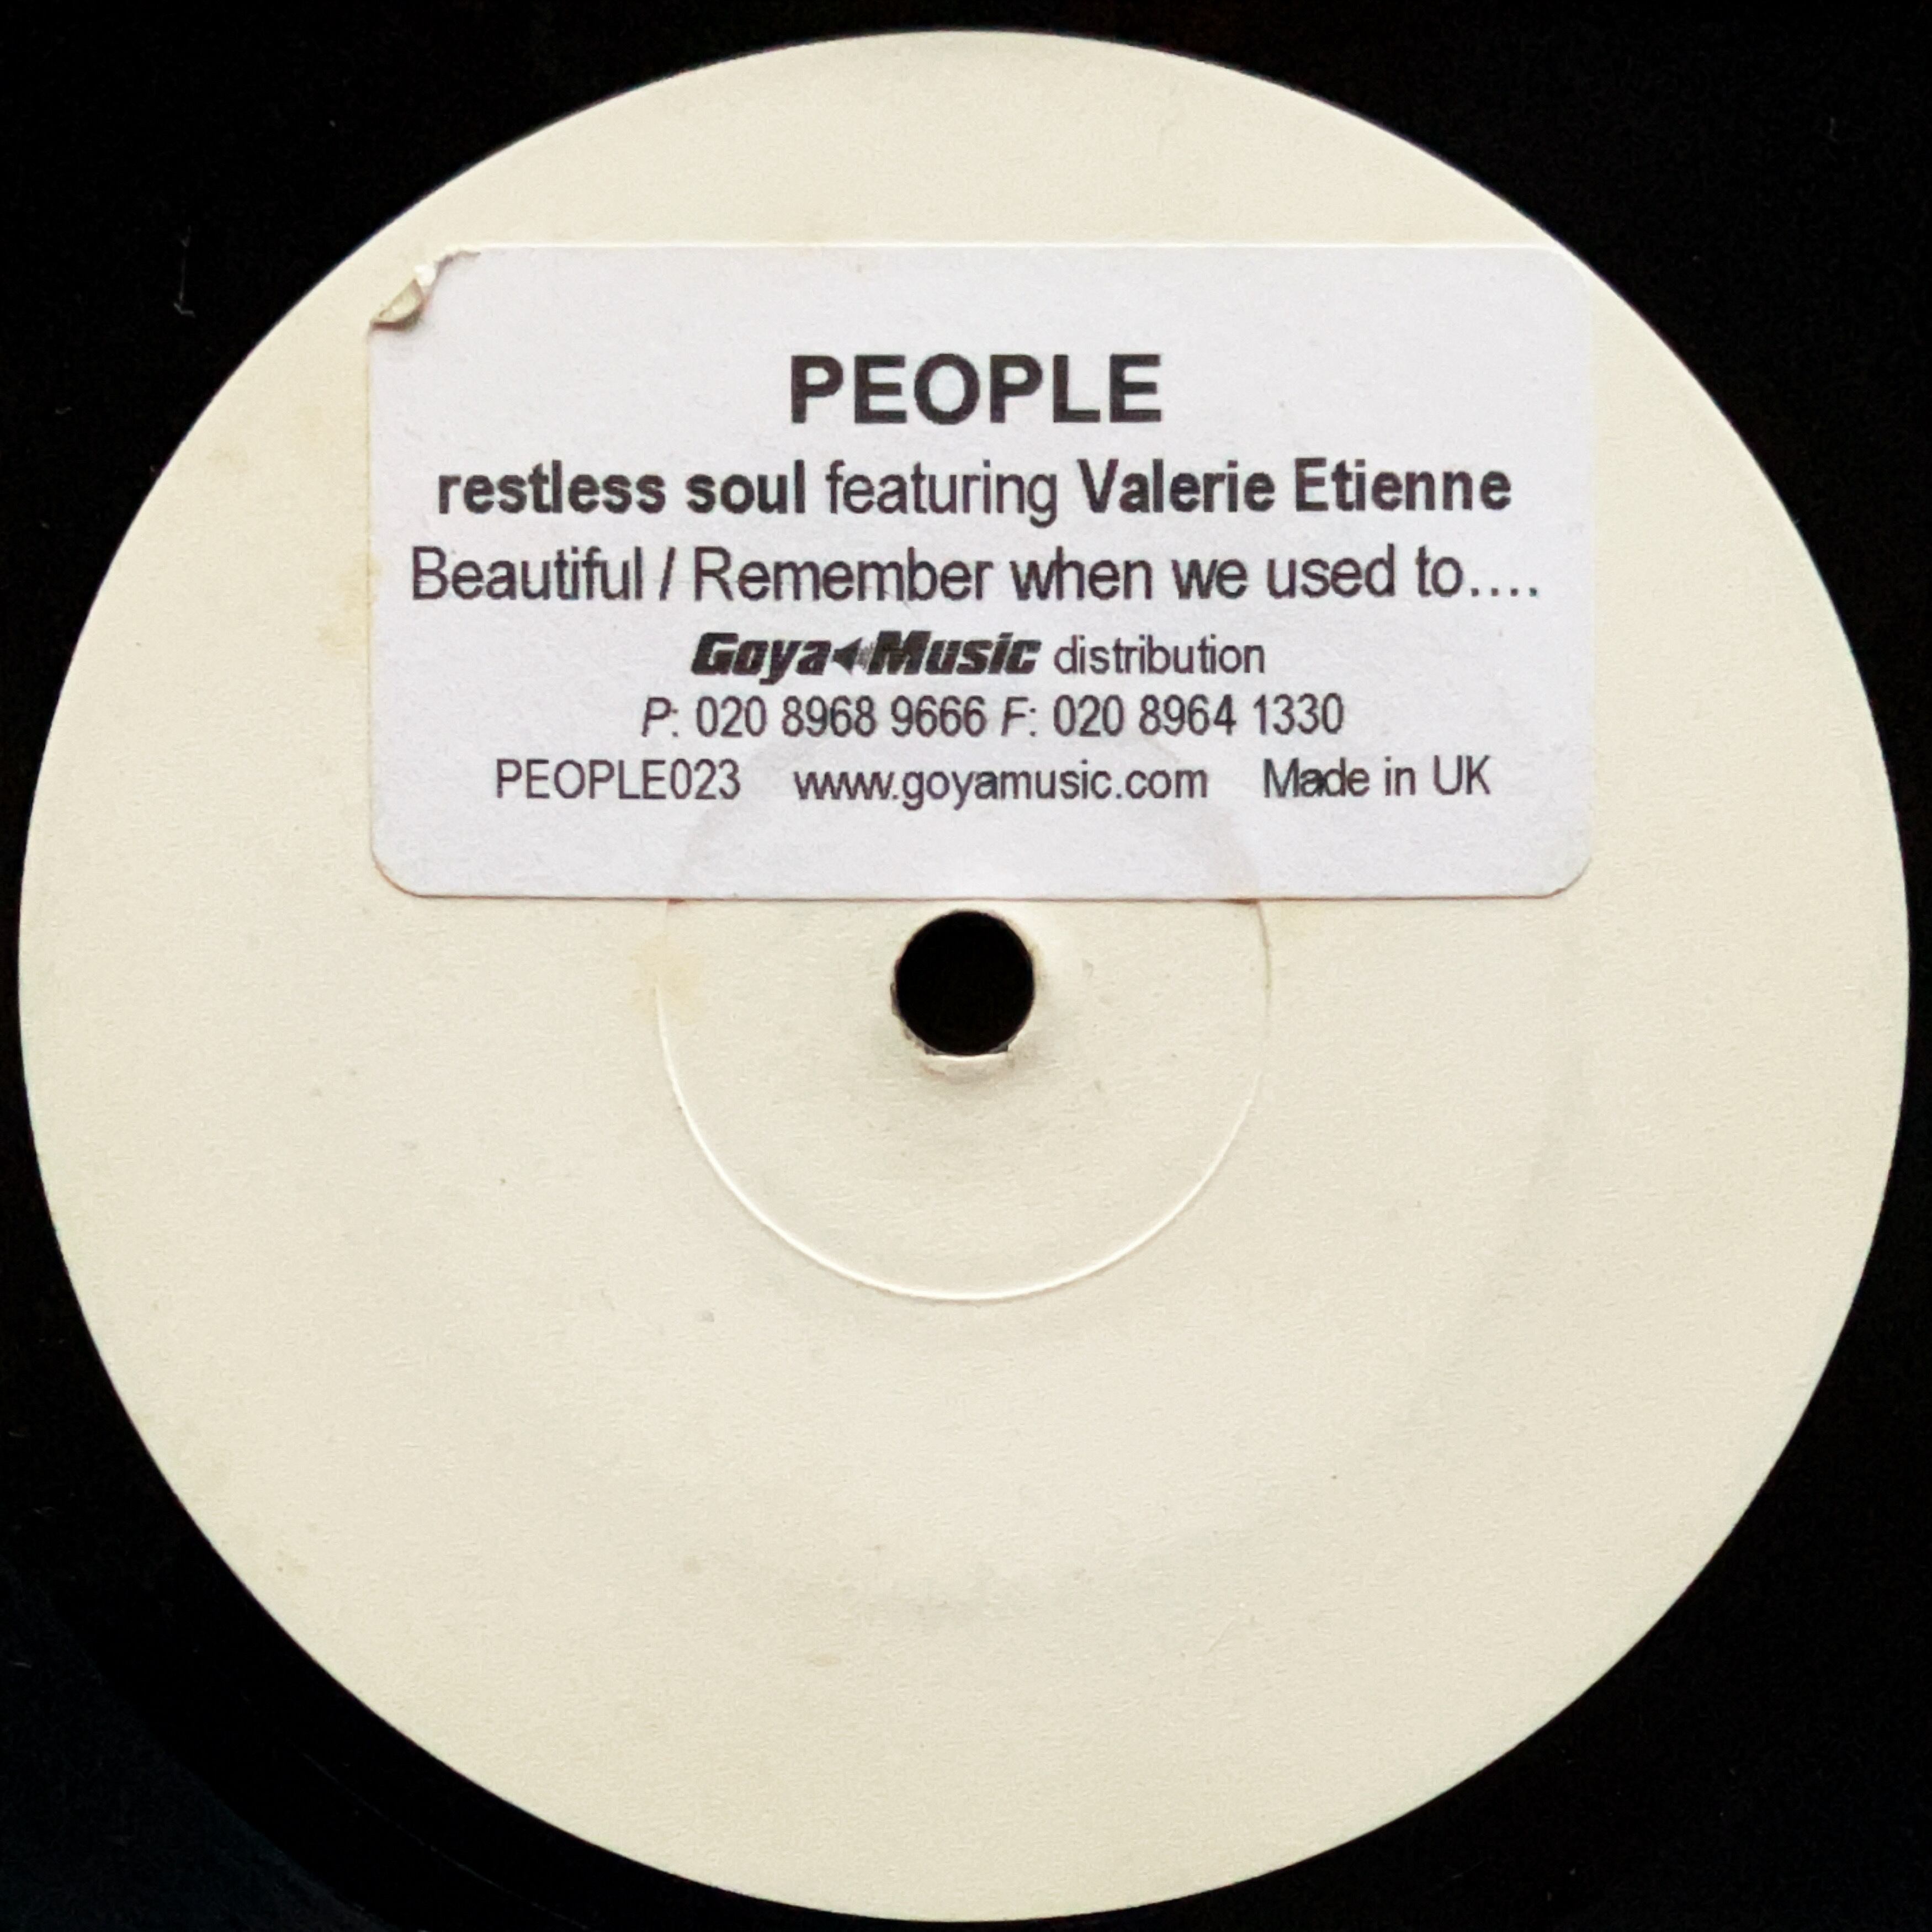 PEOPLE
restless soul featuring Valerie Etienne
Beautiful / Remember when we used to....
Goya Music distribution
P: 020 8968 9666 F: 020 8964 1330
PEOPLE023 www.goyamusic.com Made in UK